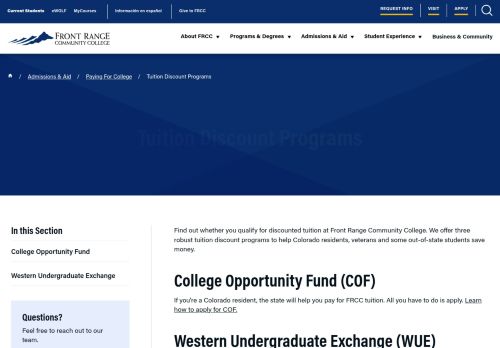 Current Students eWOLF MyCourses Información en español Give to FRCC REQUEST INFO VISIT APPLY
FRONT RANGE
COMMUNITY COLLEGE
About FRCC Programs & Degrees Admissions & Aid Student Experience Business & Community
/ Admissions & Aid / Paying For College / Tuition Discount Programs
Tuition Discount Programs
In this Section
College Opportunity Fund
Western Undergraduate Exchange
Questions?
Feel free to reach out to our
team.
Find out whether you qualify for discounted tuition at Front Range Community College. We offer three
robust tuition discount programs to help Colorado residents, veterans and some out-of-state students save
money.
College Opportunity Fund (COF)
If you're a Colorado resident, the state will help you pay for FRCC tuition. All you have to do is apply. Learn
how to apply for COF.
Western Undergraduate Exchange (WUE)